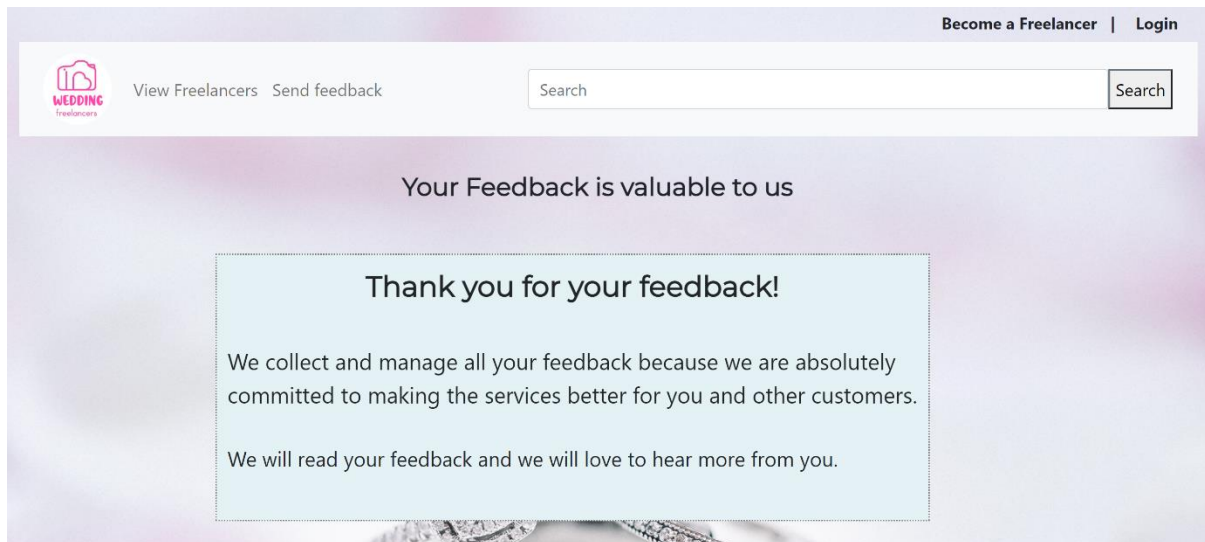 Become a Freelancer | Login
WEDDING
freelancers
View Freelancers Send feedback
Search
Search
Your Feedback is valuable to us
Thank you for your feedback!
We collect and manage all your feedback because we are absolutely
committed to making the services better for you and other customers.
We will read your feedback and we will love to hear more from you.